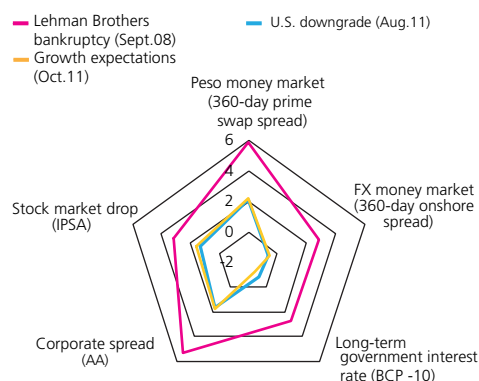 Lehman Brothers
bankruptcy (Sept.08)
U.S. downgrade (Aug.11)
Growth expectations
(Oct.11)
Peso money market
(360-day prime
swap spread)
6
4
2
0
-2
FX money market
(360-day onshore
spread)
Stock market drop
(IPSA)
Corporate spread
(AA)
Long-term
government interest
rate (BCP -10)